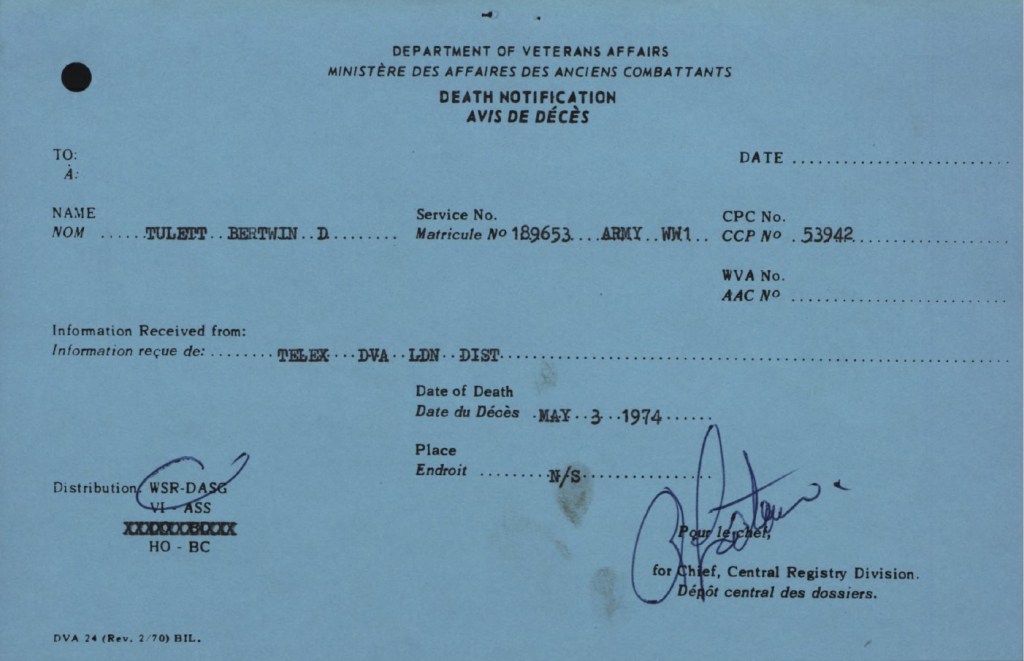 DEPARTMENT OF VETERANS AFFAIRS
MINISTÈRE DES AFFAIRES DES ANCIENS COMBATTANTS
DEATH NOTIFICATION
AVIS DE DÉCÈS
TO:
À:
DATE
NAME
NOM TULETT BERTWIN D
Service No.
Matricule Nº 189653 ARMY WW1
CPC No.
CCP Nº 53942
WVA No.
AAC Nº
Information Received from:
Information reçue de: TELEX DVA LDN DIST
Date of Death
Date du Décès MAY 3 1974
Place
Endroit N/S
Distribution WSR-DASG
VI - ASS
HO - BC
Pour le chef,
for Chief, Central Registry Division.
Dépôt central des dossiers.
DVA 24 (Rev. 2/70) BIL.